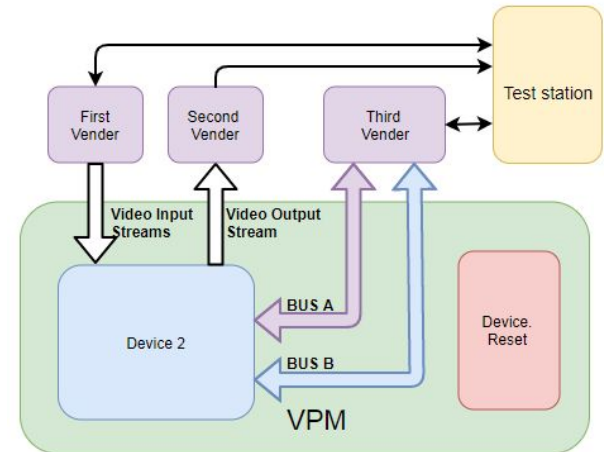 Test station
First
Vender
Second
Vender
Third
Vender
Video Input
Streams
Video Output
Stream
BUS A
Device 2
BUS B
Device.
Reset
VPM